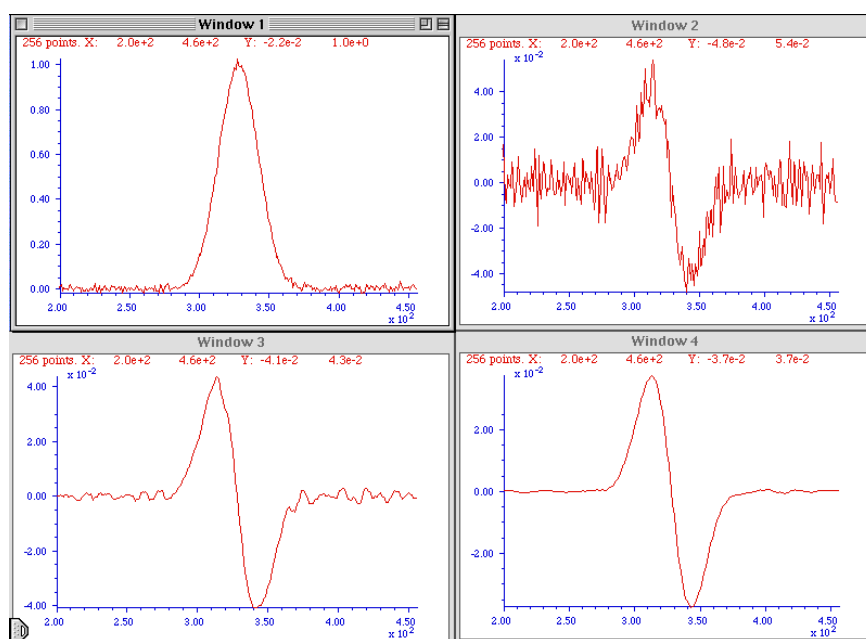 Window 1
256 points. X: 2.0e+2 4.6e+2 Y: -2.2e-2 1.0e+0
1.00
0.80
0.60
0.40
0.20
0.00
2.00 2.50 3.00 3.50 4.00 4.50
x 10²
Window 2
256 points. X: 2.0e+2 4.6e+2 Y: -4.8e-2 5.4e-2
x 10⁻²
4.00
2.00
0.00
-2.00
-4.00
2.00 2.50 3.00 3.50 4.00 4.50
x 10²
Window 3
256 points. X: 2.0e+2 4.6e+2 Y: -4.1e-2 4.3e-2
x 10⁻²
4.00
2.00
0.00
-2.00
-4.00
2.00 2.50 3.00 3.50 4.00 4.50
x 10²
Window 4
256 points. X: 2.0e+2 4.6e+2 Y: -3.7e-2 3.7e-2
x 10⁻²
2.00
0.00
-2.00
2.00 2.50 3.00 3.50 4.00 4.50
x 10²